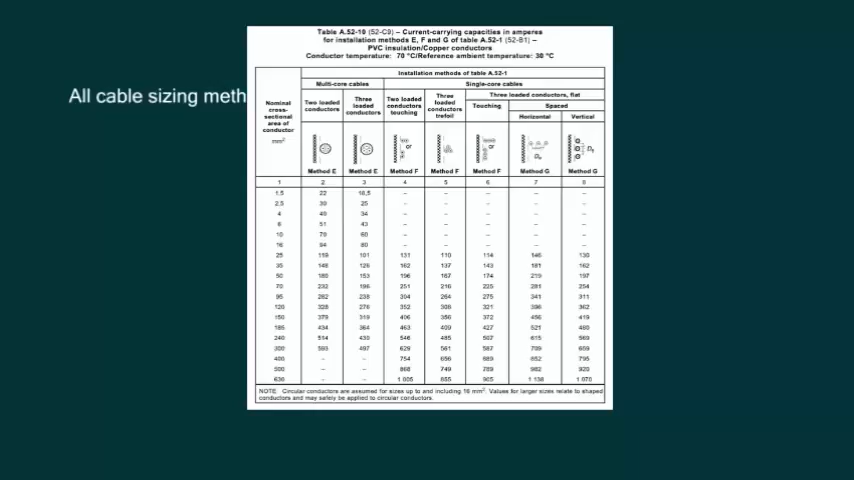 All cable sizing meth
Table A.52-10 (52-C9) – Current-carrying capacities in amperes
for installation methods E, F and G of table A.52-1 (52-B1) –
PVC insulation/Copper conductors
Conductor temperature: 70 °C/Reference ambient temperature: 30 °C
Installation methods of table A.52-1
Multi-core cables Single-core cables
Nominal cross-sectional area of conductor mm² Two loaded conductors Three loaded conductors Two loaded conductors touching Three loaded conductors trefoil Three loaded conductors, flat
Touching Spaced
Horizontal Vertical
or or
Method E Method E Method F Method F Method F Method G Method G
1 2 3 4 5 6 7 8
1,5 22 18,5 – – – – –
2,5 30 25 – – – – –
4 40 34 – – – – –
6 51 43 – – – – –
10 70 60 – – – – –
16 94 80 – – – – –
25 119 101 131 110 114 146 130
35 148 126 162 137 143 181 162
50 180 153 196 167 174 219 197
70 232 196 251 216 225 281 254
95 282 238 304 264 275 341 311
120 328 276 352 308 321 396 362
150 379 319 406 356 372 456 419
185 434 364 463 409 427 521 480
240 514 430 546 485 507 615 569
300 593 497 629 561 587 709 659
400 – – 754 656 689 852 795
500 – – 868 749 789 982 920
630 – – 1 005 855 905 1 138 1 070
NOTE Circular conductors are assumed for sizes up to and including 16 mm². Values for larger sizes relate to shaped
conductors and may safely be applied to circular conductors.